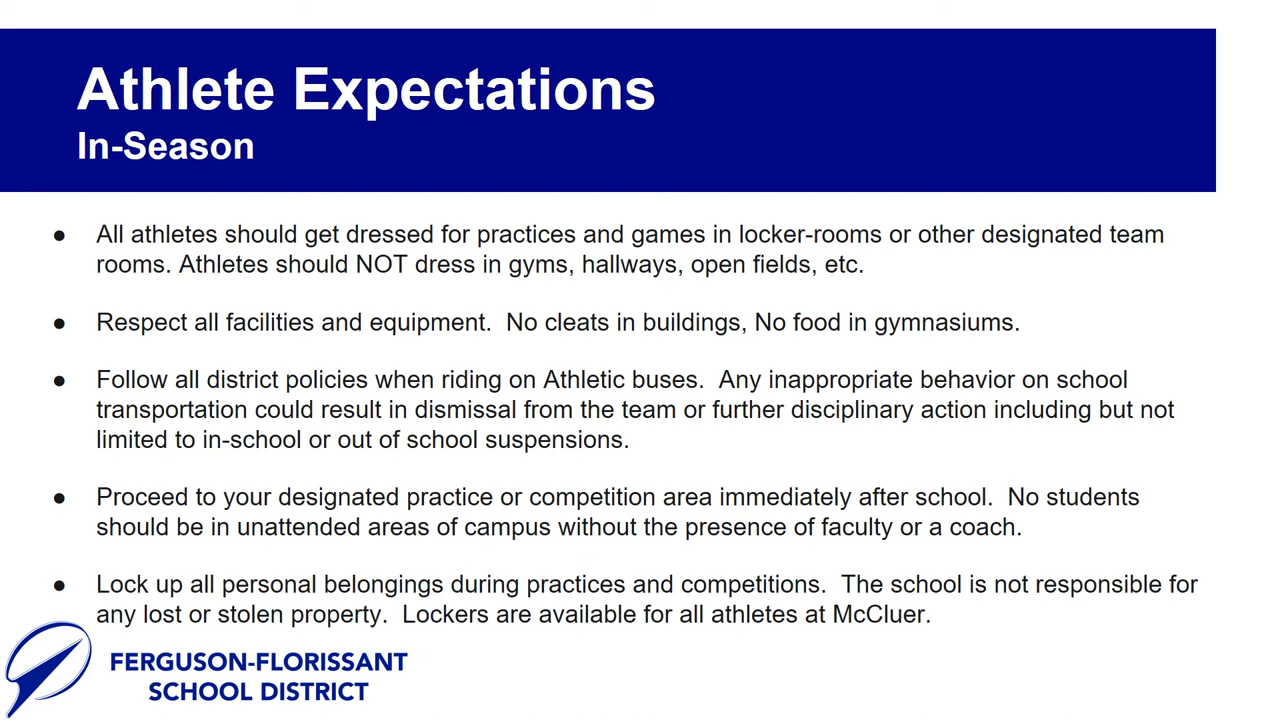 Athlete Expectations
In-Season
● All athletes should get dressed for practices and games in locker-rooms or other designated team
rooms. Athletes should NOT dress in gyms, hallways, open fields, etc.
● Respect all facilities and equipment.  No cleats in buildings, No food in gymnasiums.
● Follow all district policies when riding on Athletic buses.  Any inappropriate behavior on school
transportation could result in dismissal from the team or further disciplinary action including but not
limited to in-school or out of school suspensions.
● Proceed to your designated practice or competition area immediately after school.  No students
should be in unattended areas of campus without the presence of faculty or a coach.
● Lock up all personal belongings during practices and competitions.  The school is not responsible for
any lost or stolen property.  Lockers are available for all athletes at McCluer.
FERGUSON-FLORISSANT
SCHOOL DISTRICT